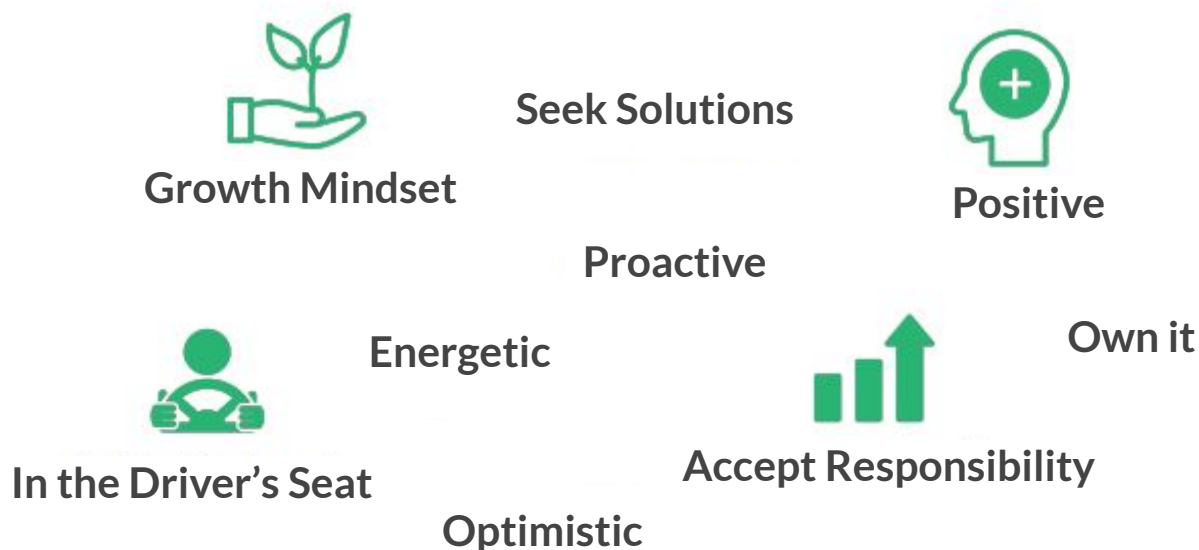 Seek Solutions
Growth Mindset
Positive
Proactive
Own it
Energetic
Accept Responsibility
In the Driver’s Seat
Optimistic